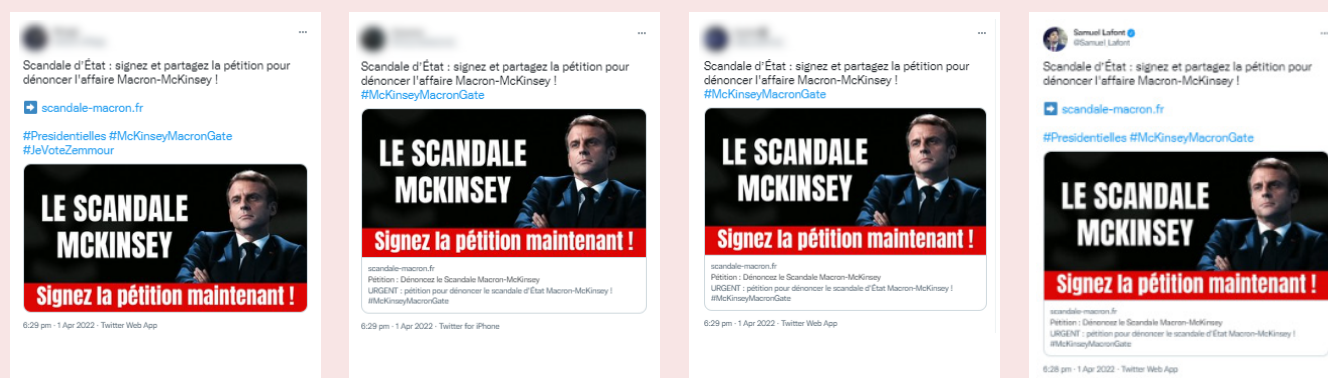 Scandale d'État : signez et partagez la pétition pour
dénoncer l'affaire Macron-McKinsey !
➡ scandale-macron.fr
#Presidentielles #McKinseyMacronGate
#JeVoteZemmour
LE SCANDALE
MCKINSEY
Signez la pétition maintenant !
6:29 pm · 1 Apr 2022 · Twitter Web App
Scandale d'État : signez et partagez la pétition pour
dénoncer l'affaire Macron-McKinsey !
#McKinseyMacronGate
LE SCANDALE
MCKINSEY
Signez la pétition maintenant !
scandale-macron.fr
Pétition : Dénoncez le Scandale Macron-McKinsey
URGENT : pétition pour dénoncer le scandale d'État Macron-McKinsey !
#McKinseyMacronGate
6:29 pm · 1 Apr 2022 · Twitter for iPhone
Scandale d'État : signez et partagez la pétition pour
dénoncer l'affaire Macron-McKinsey !
#McKinseyMacronGate
LE SCANDALE
MCKINSEY
Signez la pétition maintenant !
scandale-macron.fr
Pétition : Dénoncez le Scandale Macron-McKinsey
URGENT : pétition pour dénoncer le scandale d'État Macron-McKinsey !
#McKinseyMacronGate
6:29 pm · 1 Apr 2022 · Twitter Web App
Samuel Lafont
@Samuel Lafont
Scandale d'État : signez et partagez la pétition pour
dénoncer l'affaire Macron-McKinsey !
➡ scandale-macron.fr
#Presidentielles #McKinseyMacronGate
LE SCANDALE
MCKINSEY
Signez la pétition maintenant !
scandale-macron.fr
Pétition : Dénoncez le Scandale Macron-McKinsey
URGENT : pétition pour dénoncer le scandale d'État Macron-McKinsey !
#McKinseyMacronGate
6:28 pm · 1 Apr 2022 · Twitter Web App